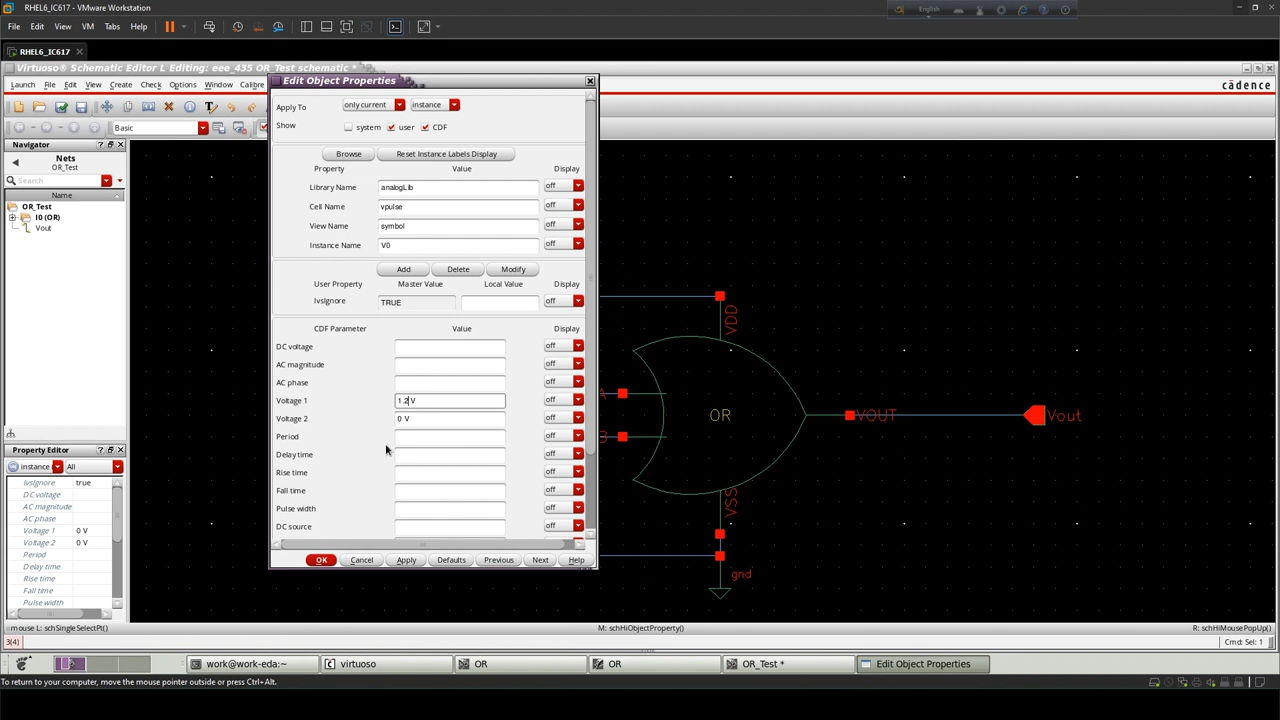 RHEL6_IC617 - VMware Workstation
English
File Edit View VM Tabs Help
RHEL6_IC617
Virtuoso® Schematic Editor L Editing: eee_435 OR_Test schematic *
Launch File Edit View Create Check Options Window Calibre
cādence
Basic
Navigator
Nets
OR_Test
Search
Name
OR_Test
I0 (OR)
Vout
Property Editor
instance All
lvsIgnore true
DC voltage
AC magnitude
AC phase
Voltage 1 0 V
Voltage 2 0 V
Period
Delay time
Rise time
Fall time
Pulse width
Edit Object Properties
Apply To only current instance
Show system user CDF
Browse Reset Instance Labels Display
Property Value Display
Library Name analogLib off
Cell Name vpulse off
View Name symbol off
Instance Name V0 off
Add Delete Modify
User Property Master Value Local Value Display
lvsIgnore TRUE off
CDF Parameter Value Display
DC voltage off
AC magnitude off
AC phase off
Voltage 1 1.2 V off
Voltage 2 0 V off
Period off
Delay time off
Rise time off
Fall time off
Pulse width off
DC source off
OK Cancel Apply Defaults Previous Next Help
VDD
OR
VOUT
Vout
VSS
gnd
mouse L: schSingleSelectPt() M: schHiObjectProperty() R: schHiMousePopUp()
3(4) Cmd: Sel: 1
work@work-eda:~ virtuoso OR OR OR_Test * Edit Object Properties
To return to your computer, move the mouse pointer outside or press Ctrl+Alt.